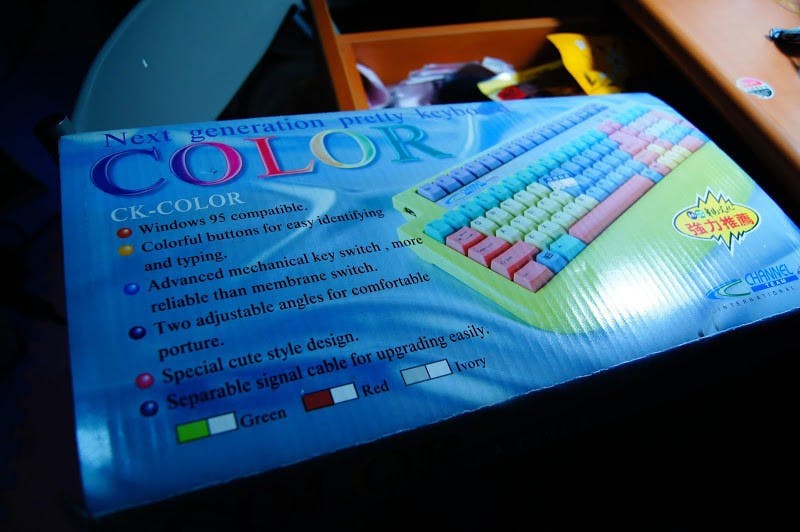 Next generation pretty
COLOR
CK-COLOR
Windows 95 compatible.
Colorful buttons for easy identifying
and typing.
Advanced mechanical key switch , more
reliable than membrane switch.
Two adjustable angles for comfortable
porture.
Special cute style design.
Separable signal cable for upgrading easily.
Green
Red
Ivory
強力推薦
CHANNEL
TEAM
INTERNATIONAL